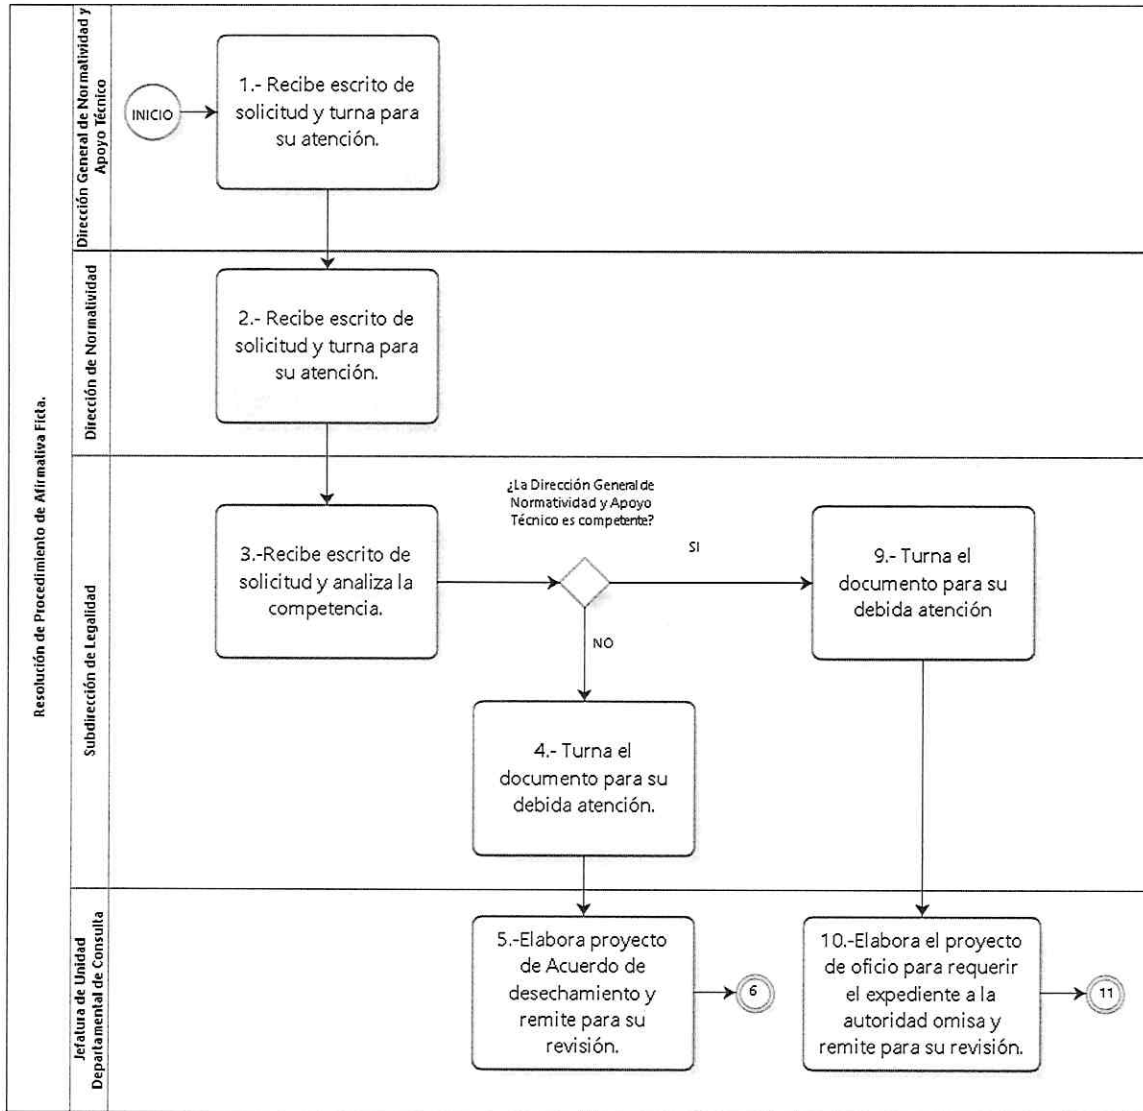 Resolución de Procedimiento de Afirmativa Ficta.
Dirección General de Normatividad y
Apoyo Técnico
INICIO
1.- Recibe escrito de
solicitud y turna para
su atención.
Dirección de Normatividad
2.- Recibe escrito de
solicitud y turna para
su atención.
Subdirección de Legalidad
3.-Recibe escrito de
solicitud y analiza la
competencia.
¿La Dirección General de
Normatividad y Apoyo
Técnico es competente?
SI
NO
9.- Turna el
documento para su
debida atención
4.- Turna el
documento para su
debida atención.
Jefatura de Unidad
Departamental de Consulta
5.-Elabora proyecto
de Acuerdo de
desechamiento y
remite para su
revisión.
6
10.-Elabora el proyecto
de oficio para requerir
el expediente a la
autoridad omisa y
remite para su revisión.
11